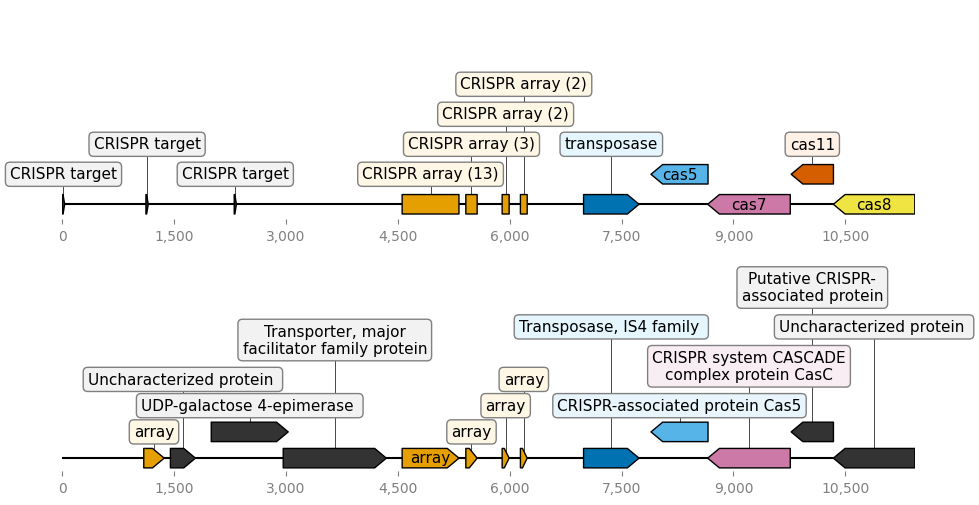 CRISPR array (2)
CRISPR array (2)
CRISPR target
CRISPR array (3)
transposase
cas11
CRISPR target
CRISPR target
CRISPR array (13)
cas5
cas7
cas8
0 1,500 3,000 4,500 6,000 7,500 9,000 10,500
Putative CRISPR-
associated protein
Transporter, major
facilitator family protein
Transposase, IS4 family
Uncharacterized protein
CRISPR system CASCADE
complex protein CasC
Uncharacterized protein
array
UDP-galactose 4-epimerase
array
CRISPR-associated protein Cas5
array
array
array
0 1,500 3,000 4,500 6,000 7,500 9,000 10,500